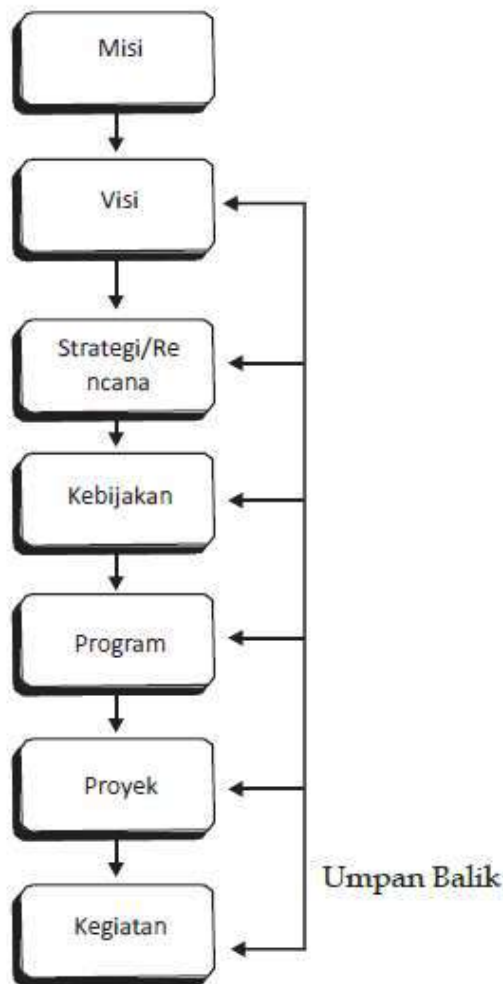 Misi
Visi
Strategi/Re
ncana
Kebijakan
Program
Proyek
Umpan Balik
Kegiatan